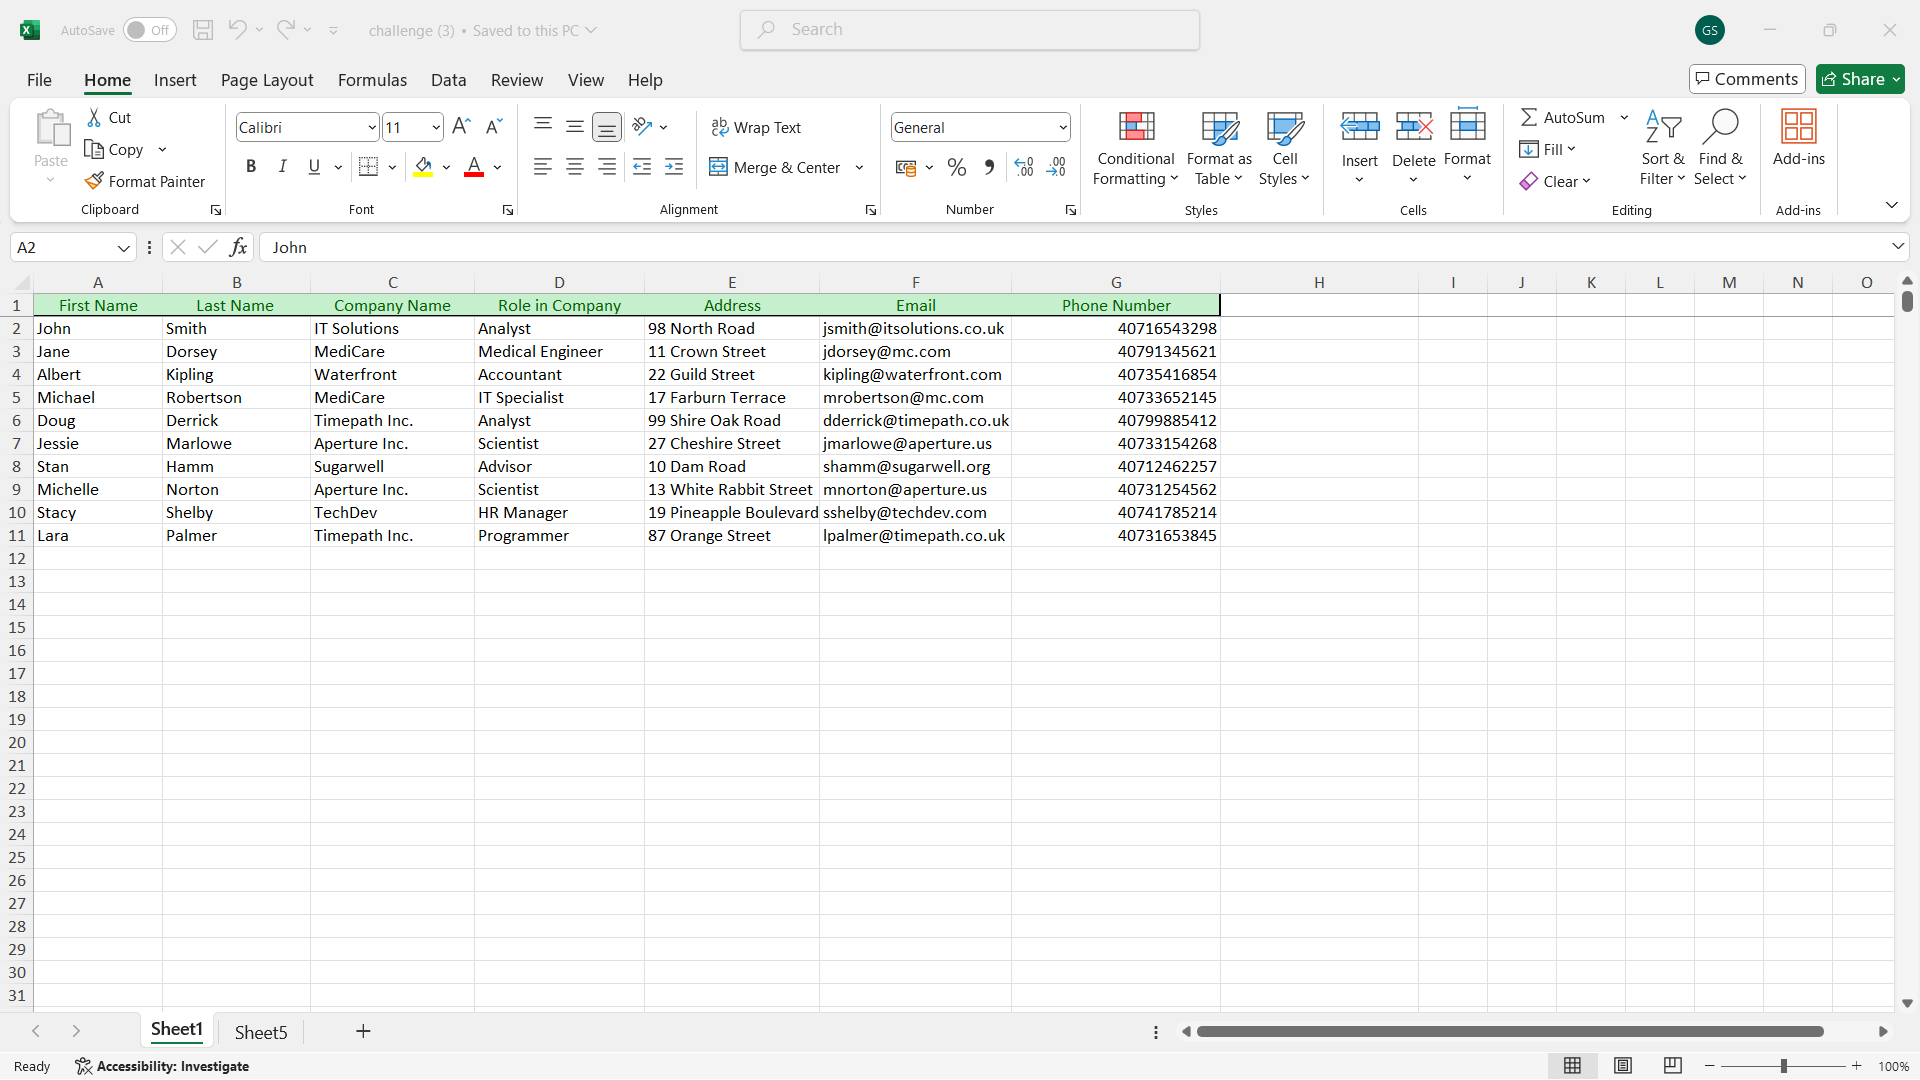 AutoSave Off challenge (3) • Saved to this PC Search GS
File Home Insert Page Layout Formulas Data Review View Help Comments Share
Paste Cut Copy Format Painter Clipboard
Calibri 11 B I U A Font
Wrap Text Merge & Center Alignment
General % Number
Conditional Formatting Format as Table Cell Styles Styles
Insert Delete Format Cells
AutoSum Fill Clear Sort & Filter Find & Select Editing
Add-ins Add-ins
A2 fx John
A B C D E F G H I J K L M N O
1 First Name Last Name Company Name Role in Company Address Email Phone Number
2 John Smith IT Solutions Analyst 98 North Road jsmith@itsolutions.co.uk 40716543298
3 Jane Dorsey MediCare Medical Engineer 11 Crown Street jdorsey@mc.com 40791345621
4 Albert Kipling Waterfront Accountant 22 Guild Street kipling@waterfront.com 40735416854
5 Michael Robertson MediCare IT Specialist 17 Farburn Terrace mrobertson@mc.com 40733652145
6 Doug Derrick Timepath Inc. Analyst 99 Shire Oak Road dderrick@timepath.co.uk 40799885412
7 Jessie Marlowe Aperture Inc. Scientist 27 Cheshire Street jmarlowe@aperture.us 40733154268
8 Stan Hamm Sugarwell Advisor 10 Dam Road shamm@sugarwell.org 40712462257
9 Michelle Norton Aperture Inc. Scientist 13 White Rabbit Street mnorton@aperture.us 40731254562
10 Stacy Shelby TechDev HR Manager 19 Pineapple Boulevard sshelby@techdev.com 40741785214
11 Lara Palmer Timepath Inc. Programmer 87 Orange Street lpalmer@timepath.co.uk 40731653845
12
13
14
15
16
17
18
19
20
21
22
23
24
25
26
27
28
29
30
31
Sheet1 Sheet5
Ready Accessibility: Investigate 100%